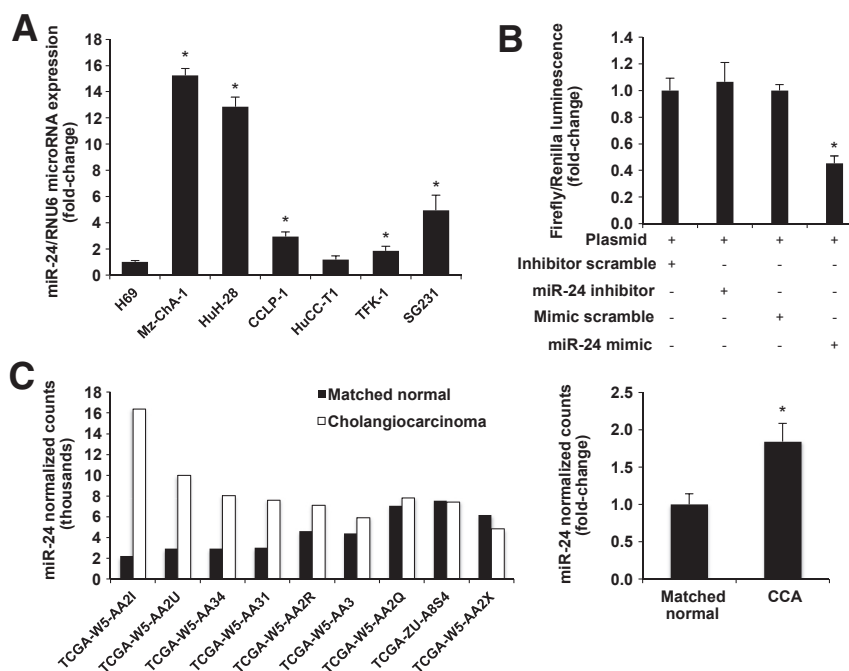 A
miR-24/RNU6 microRNA expression
(fold-change)
18
16
14
12
10
8
6
4
2
0
*
*
*
*
*
H69
Mz-ChA-1
HuH-28
CCLP-1
HuCC-T1
TFK-1
SG231
B
Firefly/Renilla luminescence
(fold-change)
1.4
1.2
1.0
0.8
0.6
0.4
0.2
0.0
*
Plasmid + + + +
Inhibitor scramble + - - -
miR-24 inhibitor - + - -
Mimic scramble - - + -
miR-24 mimic - - - +
C
miR-24 normalized counts
(thousands)
18
16
14
12
10
8
6
4
2
0
Matched normal
Cholangiocarcinoma
TCGA-W5-AA2I
TCGA-W5-AA2U
TCGA-W5-AA34
TCGA-W5-AA31
TCGA-W5-AA2R
TCGA-W5-AA3
TCGA-W5-AA2Q
TCGA-ZU-A8S4
TCGA-W5-AA2X
miR-24 normalized counts
(fold-change)
2.5
2.0
1.5
1.0
0.5
0.0
*
Matched
normal
CCA